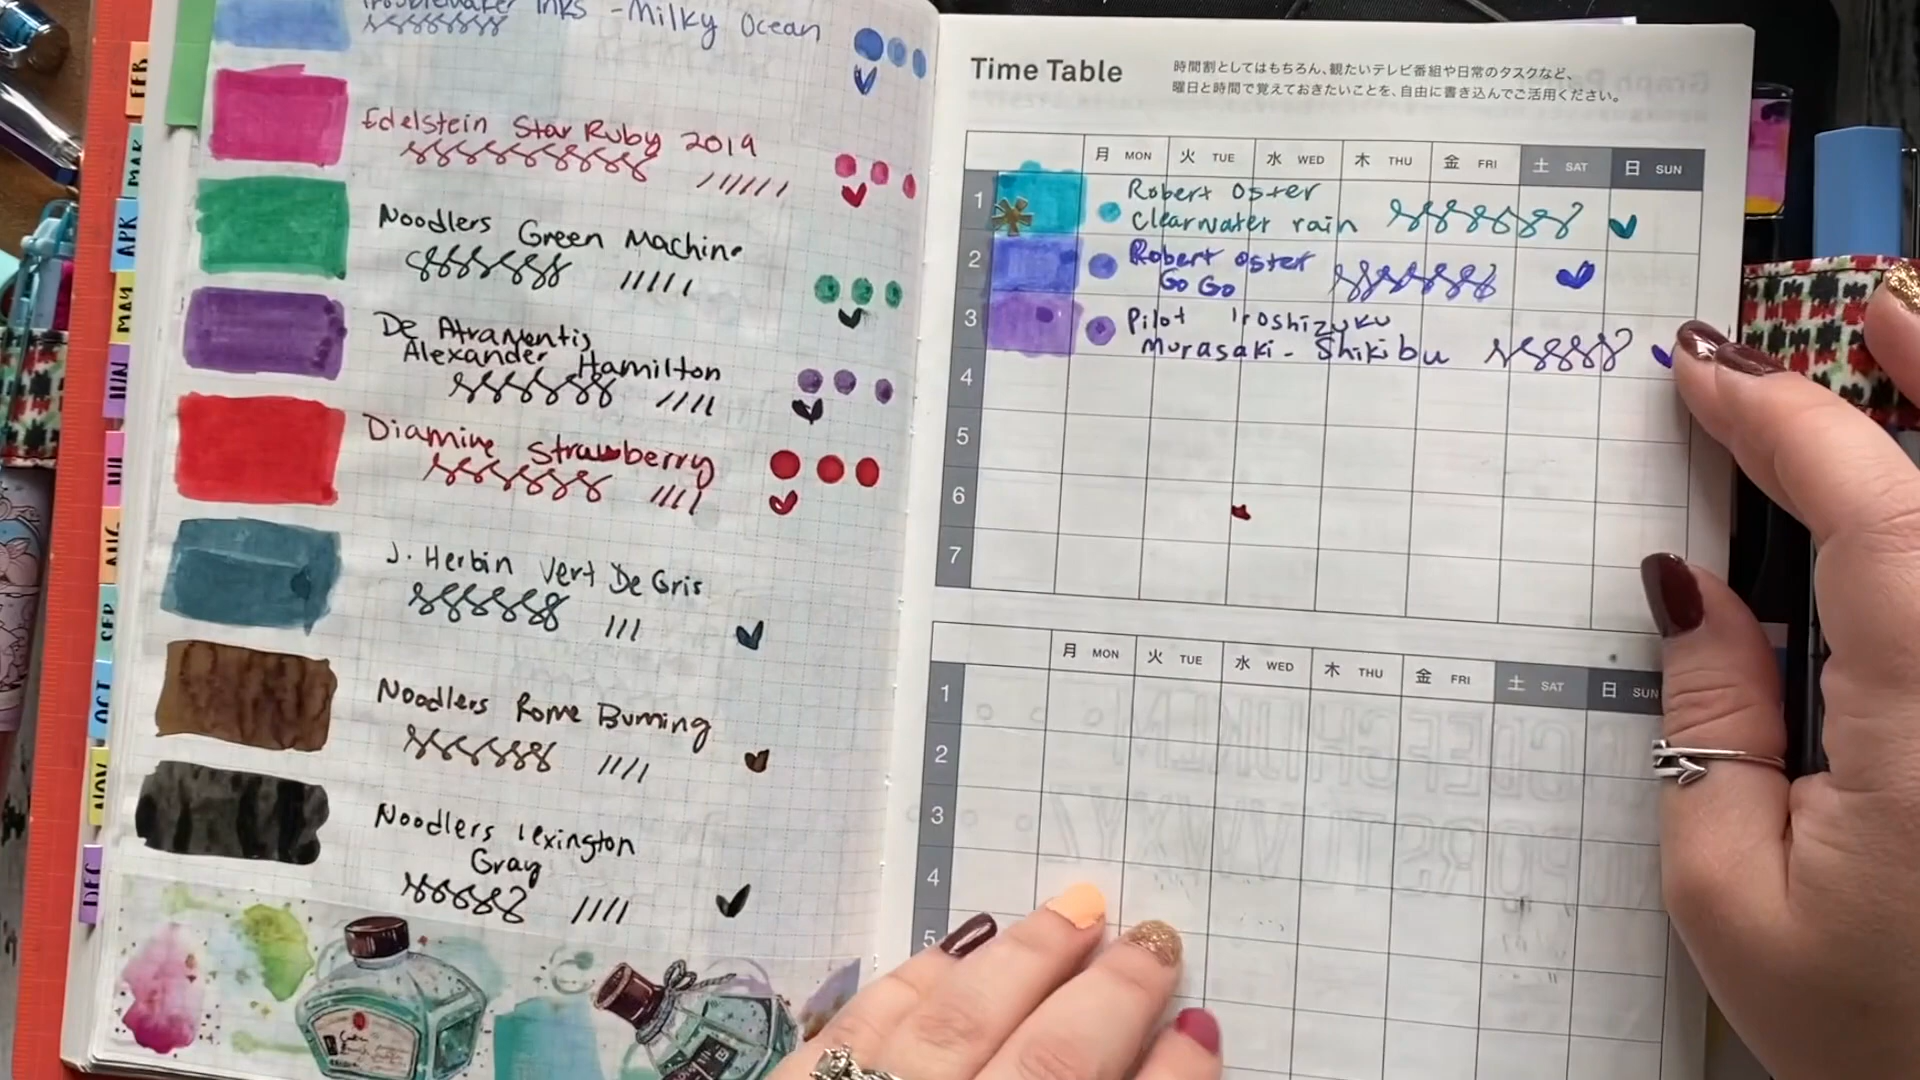 Troublemaker Inks - Milky Ocean
Edelstein Star Ruby 2019
Noodlers Green Machine
De Atramentis
Alexander Hamilton
Diamine Strawberry
J. Herbin Vert De Gris
Noodlers Rome Burning
Noodlers Lexington
Gray
FEB
MAR
APR
MAY
JUN
JUL
AUG
SEP
OCT
NOV
DEC
Time Table
時間割としてはもちろん、観たいテレビ番組や日常のタスクなど、
曜日と時間で覚えておきたいことを、自由に書き込んでご活用ください。
月 MON 火 TUE 水 WED 木 THU 金 FRI 土 SAT 日 SUN
1 Robert Oster
Clearwater rain
2 Robert Oster
Go Go
3 Pilot Iroshizuku
Murasaki - Shikibu
4
5
6
7
月 MON 火 TUE 水 WED 木 THU 金 FRI 土 SAT 日 SUN
1
2
3
4
5